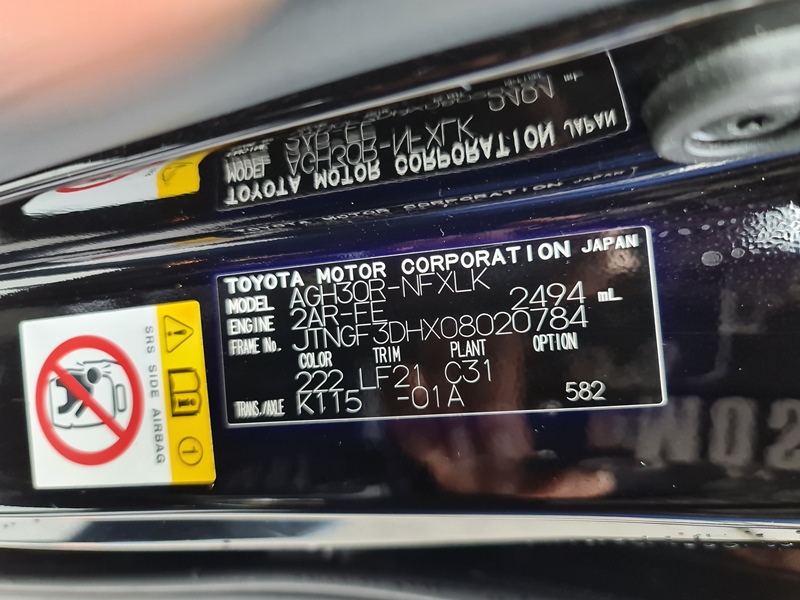 TOYOTA MOTOR CORPORATION JAPAN
MODEL AGH30R-NFXLK
ENGINE 2AR-FE 2494 mL
FRAME No. JTNGF3DHX08020784
COLOR TRIM PLANT OPTION
222 LF21 C31
TRANS./AXLE K115 -01A 582
SRS SIDE AIRBAG
1
TOYOTA MOTOR CORPORATION JAPAN
MODEL AGH30R-NFXLK